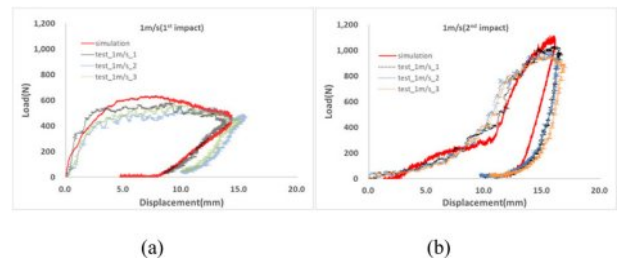 1m/s(1st impact)
1,200
1,000
800
600
400
200
0
0.0
5.0
10.0
15.0
20.0
Load(N)
Displacement(mm)
simulation
test_1m/s_1
test_1m/s_2
test_1m/s_3
(a)
1m/s(2nd impact)
1,200
1,000
800
600
400
200
0
0.0
5.0
10.0
15.0
20.0
Load(N)
Displacement(mm)
simulation
test_1m/s_1
test_1m/s_2
test_1m/s_3
(b)